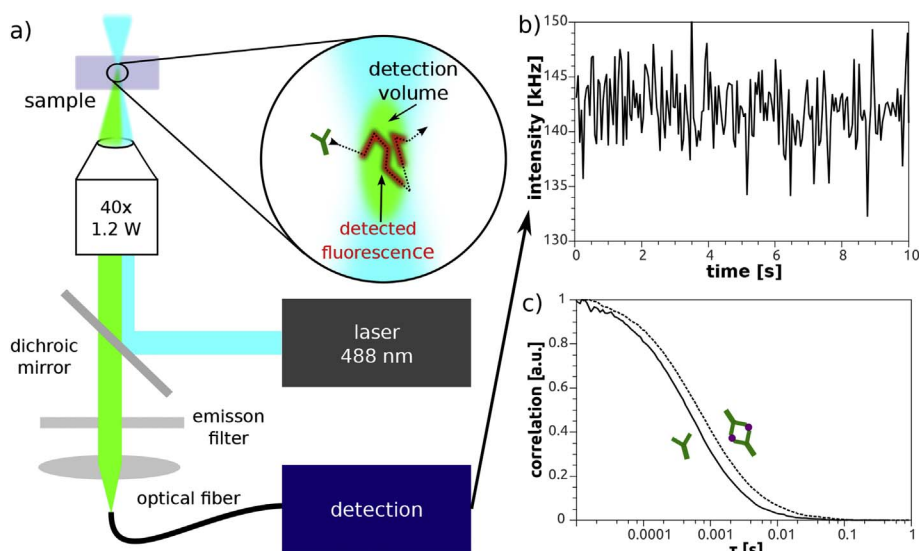 a)
sample
40x
1.2 W
dichroic
mirror
emisson
filter
optical fiber
detection
volume
detected
fluorescence
laser
488 nm
detection
b)
intensity [kHz]
150
145
140
135
130
0
2
4
6
8
10
time [s]
c)
correlation [a.u.]
1
0.8
0.6
0.4
0.2
0
0.0001
0.001
0.01
0.1
1
τ [s]